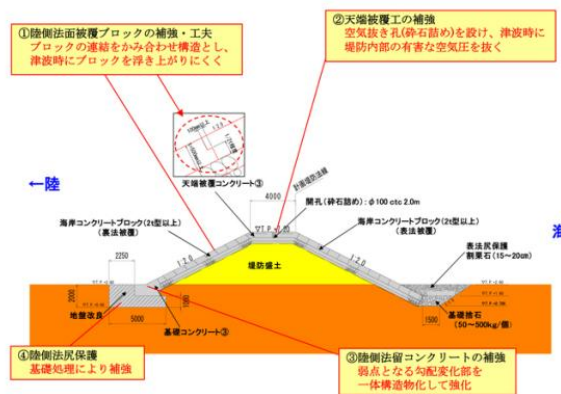 ①陸側法面被覆ブロックの補強・工夫
ブロックの連結をかみ合わせ構造とし、
津波時にブロックを浮き上がりにくく
②天端被覆工の補強
空気抜き孔(砕石詰め)を設け、津波時に
堤防内部の有害な空気圧を抜く
←陸
天端被覆コンクリート③
計画堤防法線
4000
開孔(砕石詰め):φ100 ctc 2.0m
海岸コンクリートブロック(2t型以上)
(裏法被覆)
海岸コンクリートブロック(2t型以上)
(表法被覆)
海
1:2.0
1:2.0
堤防盛土
2250
2000
地盤改良
5000
基礎コンクリート③
表法尻保護
割栗石(15~20cm)
1500
基礎捨石
(50~500kg/個)
④陸側法尻保護
基礎処理により補強
③陸側法留コンクリートの補強
弱点となる勾配変化部を
一体構造物化して強化